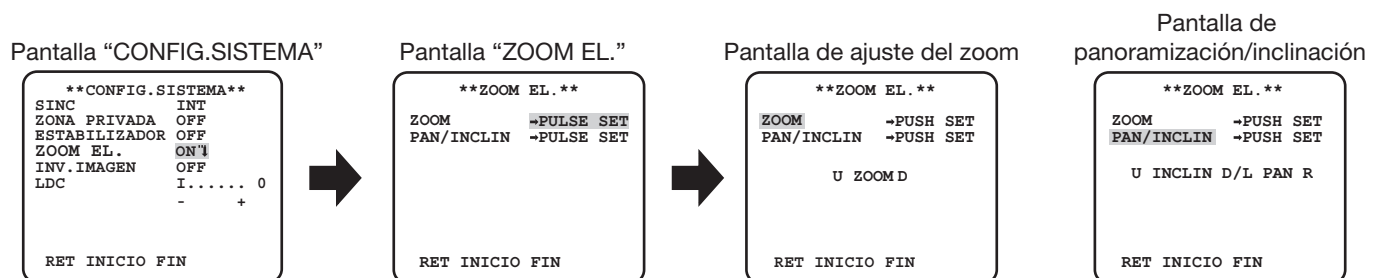 Pantalla “CONFIG.SISTEMA”
**CONFIG.SISTEMA**
SINC INT
ZONA PRIVADA OFF
ESTABILIZADOR OFF
ZOOM EL. ON
INV.IMAGEN OFF
LDC I...... 0
- +
RET INICIO FIN
Pantalla “ZOOM EL.”
**ZOOM EL.**
ZOOM →PULSE SET
PAN/INCLIN →PULSE SET
RET INICIO FIN
Pantalla de ajuste del zoom
**ZOOM EL.**
ZOOM →PUSH SET
PAN/INCLIN →PUSH SET
U ZOOM D
RET INICIO FIN
Pantalla de
panoramización/inclinación
**ZOOM EL.**
ZOOM →PUSH SET
PAN/INCLIN →PUSH SET
U INCLIN D/L PAN R
RET INICIO FIN